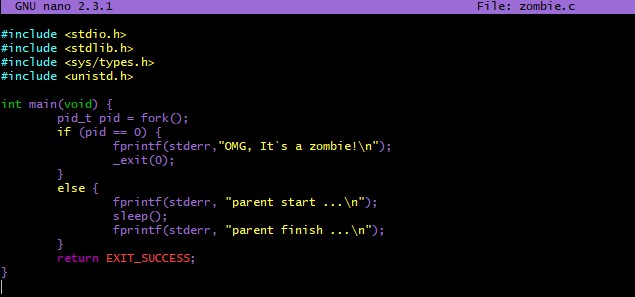 GNU nano 2.3.1 File: zombie.c
#include <stdio.h>
#include <stdlib.h>
#include <sys/types.h>
#include <unistd.h>
int main(void) {
pid_t pid = fork();
if (pid == 0) {
fprintf(stderr,"OMG, It`s a zombie!\n");
_exit(0);
}
else {
fprintf(stderr, "parent start ...\n");
sleep();
fprintf(stderr, "parent finish ...\n");
}
return EXIT_SUCCESS;
}